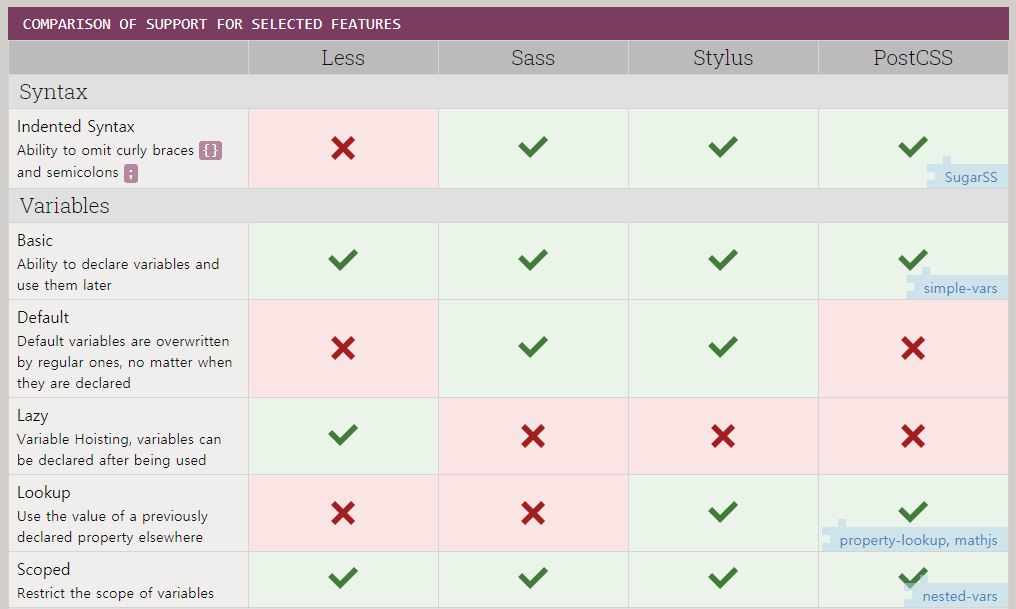 COMPARISON OF SUPPORT FOR SELECTED FEATURES
Less Sass Stylus PostCSS
Syntax
Indented Syntax
Ability to omit curly braces {}
and semicolons ;
SugarSS
Variables
Basic
Ability to declare variables and
use them later
simple-vars
Default
Default variables are overwritten
by regular ones, no matter when
they are declared
Lazy
Variable Hoisting, variables can
be declared after being used
Lookup
Use the value of a previously
declared property elsewhere
property-lookup, mathjs
Scoped
Restrict the scope of variables
nested-vars